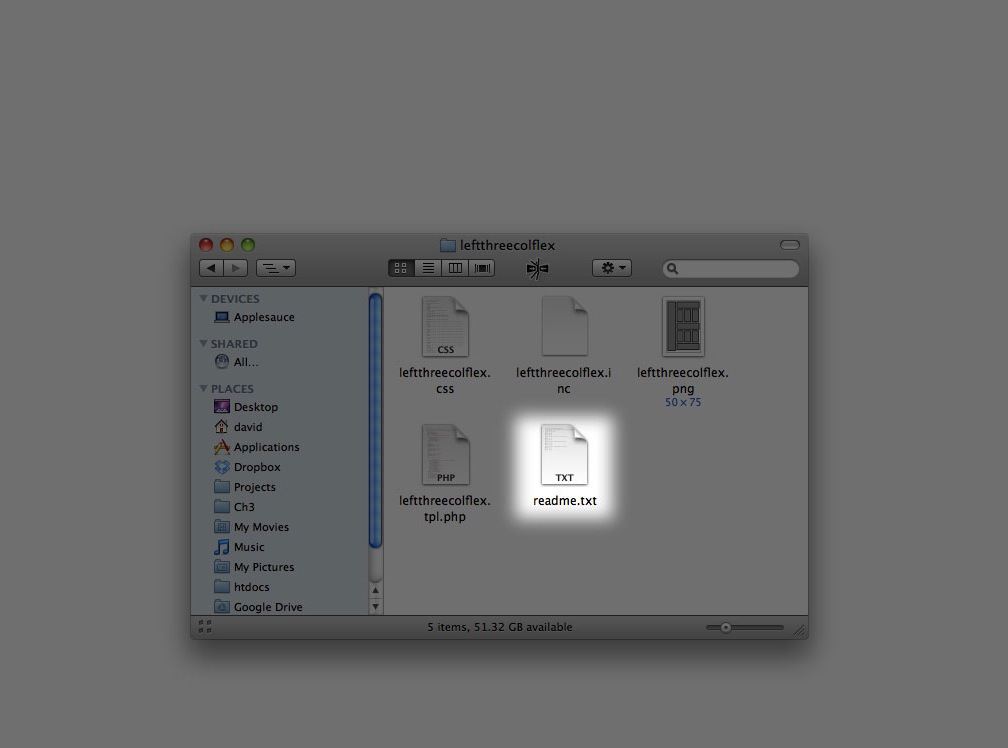 leftthreecolflex
DEVICES
Applesauce
SHARED
All...
PLACES
Desktop
david
Applications
Dropbox
Projects
Ch3
My Movies
Music
My Pictures
htdocs
Google Drive
CSS
leftthreecolflex.
css
leftthreecolflex.i
nc
leftthreecolflex.
png
50 × 75
PHP
leftthreecolflex.
tpl.php
TXT
readme.txt
5 items, 51.32 GB available